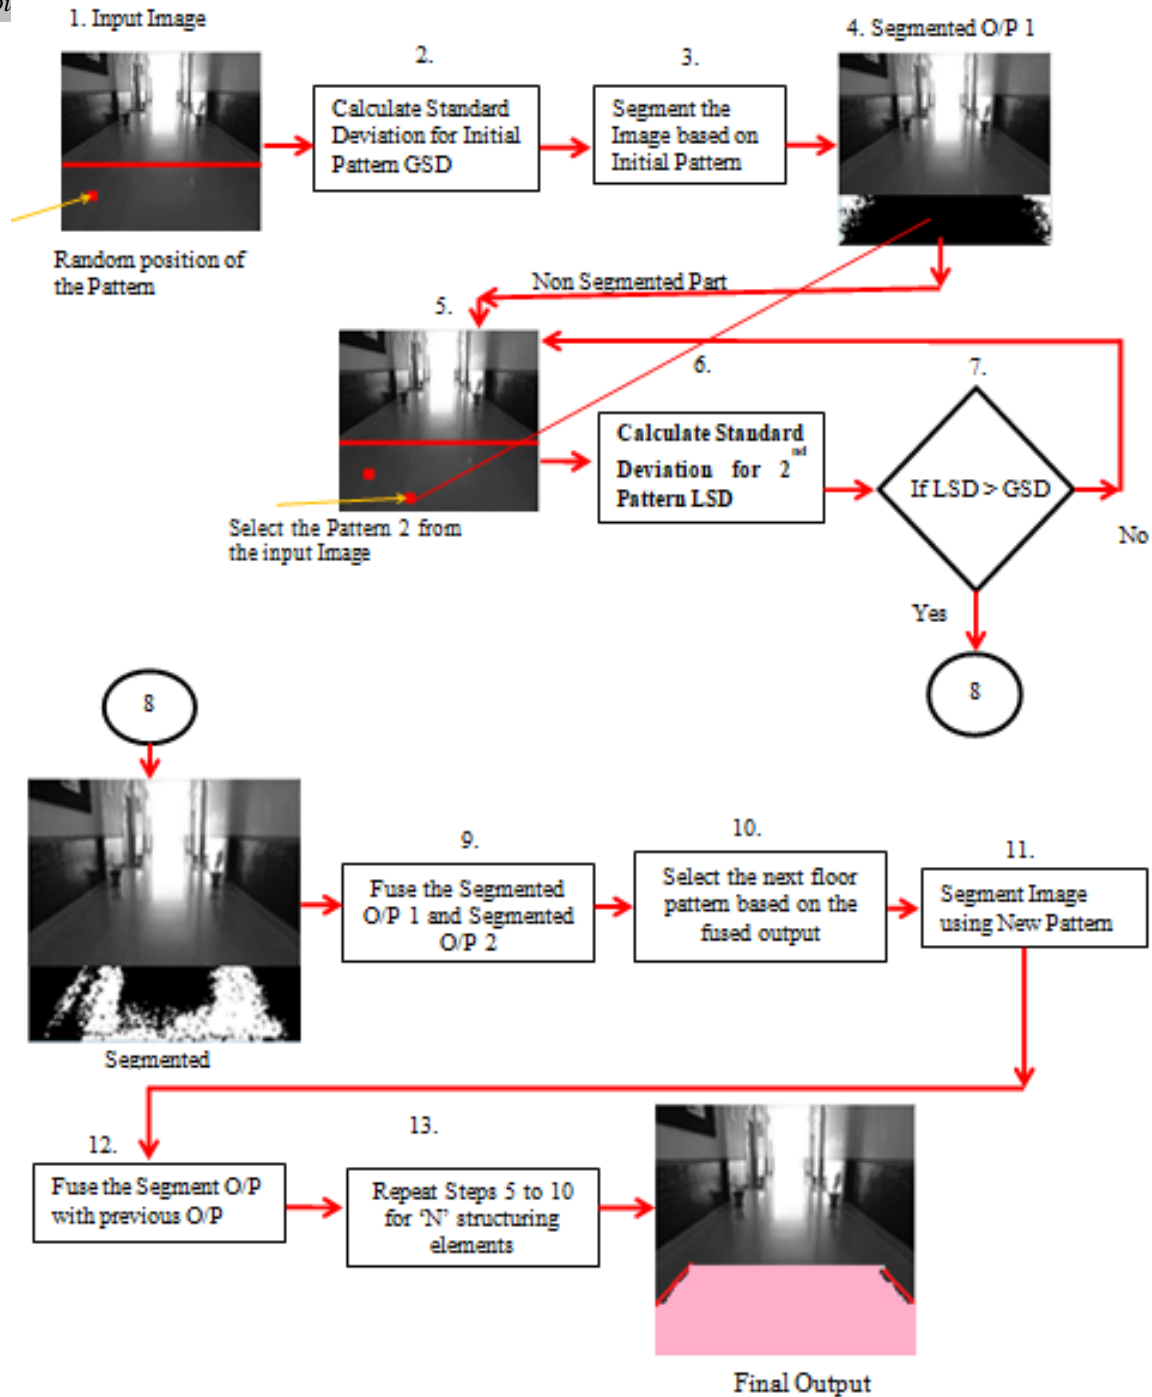 1. Input Image
2.
3.
4. Segmented O/P 1
Calculate Standard
Deviation for Initial
Pattern GSD
Segment the
Image based on
Initial Pattern
Random position of
the Pattern
Non Segmented Part
5.
6.
7.
Calculate Standard
Deviation for 2nd
Pattern LSD
If LSD > GSD
Select the Pattern 2 from
the input Image
No
Yes
8
8
9.
10.
11.
Fuse the Segmented
O/P 1 and Segmented
O/P 2
Select the next floor
pattern based on the
fused output
Segment Image
using New Pattern
Segmented
12.
13.
Fuse the Segment O/P
with previous O/P
Repeat Steps 5 to 10
for ‘N’ structuring
elements
Final Output